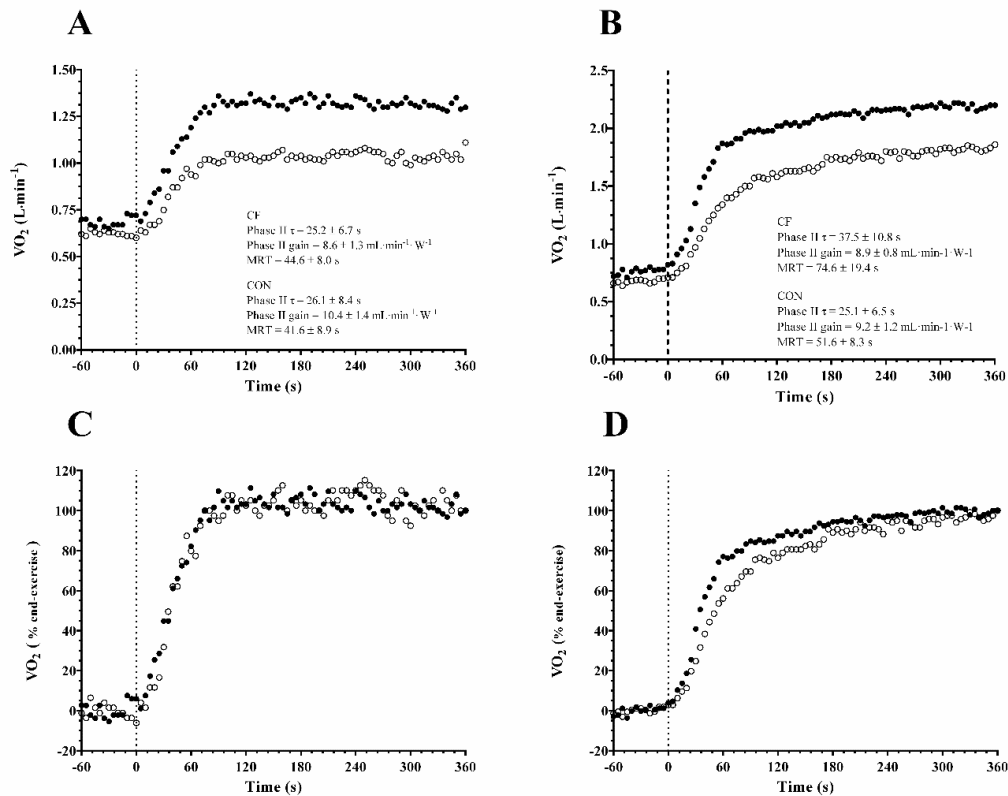 A
VO₂ (L·min⁻¹)
1.50
1.25
1.00
0.75
0.50
0.25
0.00
CF
Phase II τ – 25.2 + 6.7 s
Phase II gain – 8.6 + 1.3 mL·min⁻¹·W⁻¹
MRT – 44.6 + 8.0 s
CON
Phase II τ – 26.1 + 8.4 s
Phase II gain – 10.4 + 1.4 mL·min⁻¹·W⁻¹
MRT = 41.6 ± 8.9 s
-60 0 60 120 180 240 300 360
Time (s)
B
VO₂ (L·min⁻¹)
2.5
2.0
1.5
1.0
0.5
0.0
CF
Phase II τ = 37.5 ± 10.8 s
Phase II gain = 8.9 ± 0.8 mL·min-1·W-1
MRT = 74.6 ± 19.4 s
CON
Phase II τ = 25.1 + 6.5 s
Phase II gain = 9.2 ± 1.2 mL·min-1·W-1
MRT = 51.6 + 8.3 s
-60 0 60 120 180 240 300 360
Time (s)
C
VO₂ ( % end-exercise)
120
100
80
60
40
20
0
-20
-60 0 60 120 180 240 300 360
Time (s)
D
VO₂ ( % end-exercise)
120
100
80
60
40
20
0
-20
-60 0 60 120 180 240 300 360
Time (s)